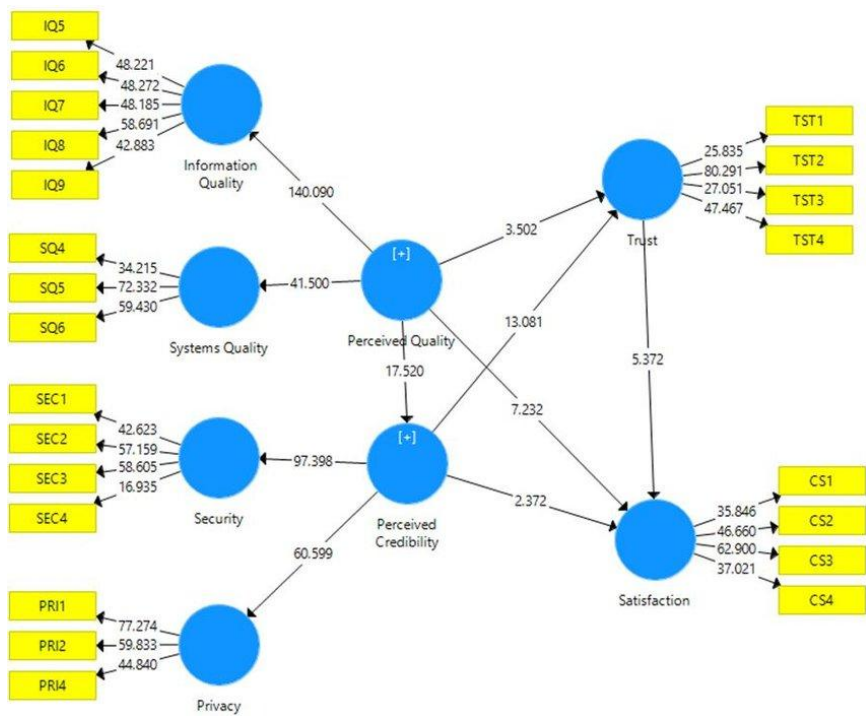 IQ5
IQ6
IQ7
IQ8
IQ9
48.221
48.272
48.185
58.691
42.883
Information
Quality
140.090
SQ4
SQ5
SQ6
34.215
72.332
59.430
Systems Quality
41.500
[+]
Perceived Quality
17.520
SEC1
SEC2
SEC3
SEC4
42.623
57.159
58.605
16.935
Security
97.398
[+]
Perceived
Credibility
60.599
PRI1
PRI2
PRI4
77.274
59.833
44.840
Privacy
3.502
13.081
7.232
2.372
Trust
25.835
80.291
27.051
47.467
TST1
TST2
TST3
TST4
5.372
Satisfaction
35.846
46.660
62.900
37.021
CS1
CS2
CS3
CS4